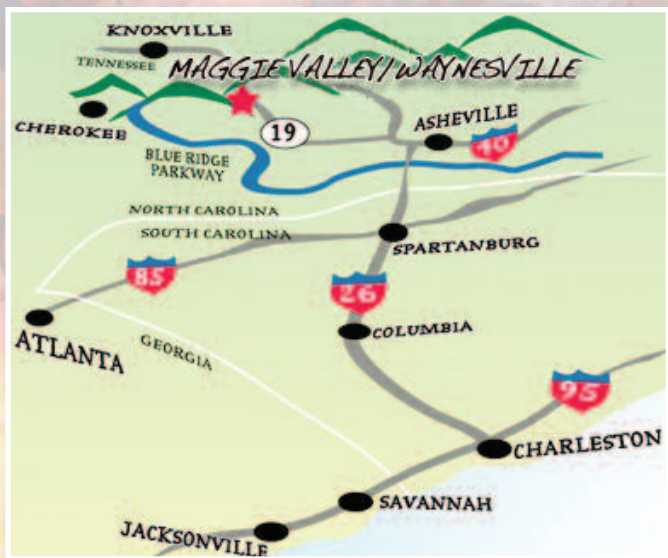 KNOXVILLE
TENNESSEE
MAGGIE VALLEY/WAYNESVILLE
CHEROKEE
19
ASHEVILLE
40
BLUE RIDGE
PARKWAY
NORTH CAROLINA
SOUTH CAROLINA
SPARTANBURG
85
26
ATLANTA
COLUMBIA
GEORGIA
95
CHARLESTON
SAVANNAH
JACKSONVILLE